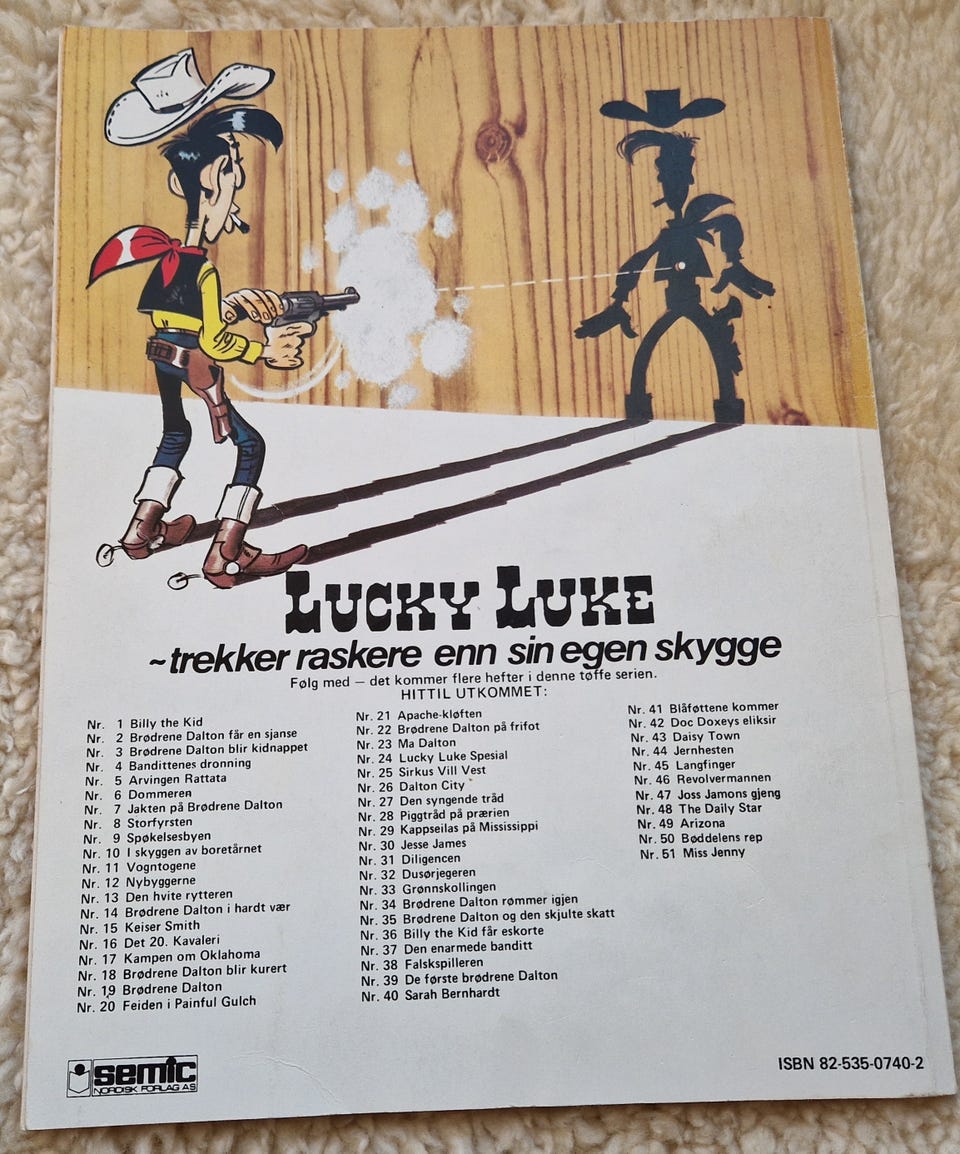 LUCKY LUKE
~trekker raskere enn sin egen skygge
Følg med — det kommer flere hefter i denne tøffe serien.
HITTIL UTKOMMET:
Nr. 1 Billy the Kid
Nr. 2 Brødrene Dalton får en sjanse
Nr. 3 Brødrene Dalton blir kidnappet
Nr. 4 Bandittenes dronning
Nr. 5 Arvingen Rattata
Nr. 6 Dommeren
Nr. 7 Jakten på Brødrene Dalton
Nr. 8 Storfyrsten
Nr. 9 Spøkelsesbyen
Nr. 10 I skyggen av boretårnet
Nr. 11 Vogntogene
Nr. 12 Nybyggerne
Nr. 13 Den hvite rytteren
Nr. 14 Brødrene Dalton i hardt vær
Nr. 15 Keiser Smith
Nr. 16 Det 20. Kavaleri
Nr. 17 Kampen om Oklahoma
Nr. 18 Brødrene Dalton blir kurert
Nr. 19 Brødrene Dalton
Nr. 20 Feiden i Painful Gulch
Nr. 21 Apache-kløften
Nr. 22 Brødrene Dalton på frifot
Nr. 23 Ma Dalton
Nr. 24 Lucky Luke Spesial
Nr. 25 Sirkus Vill Vest
Nr. 26 Dalton City
Nr. 27 Den syngende tråd
Nr. 28 Piggtråd på prærien
Nr. 29 Kappseilas på Mississippi
Nr. 30 Jesse James
Nr. 31 Diligencen
Nr. 32 Dusørjegeren
Nr. 33 Grønnskollingen
Nr. 34 Brødrene Dalton rømmer igjen
Nr. 35 Brødrene Dalton og den skjulte skatt
Nr. 36 Billy the Kid får eskorte
Nr. 37 Den enarmede banditt
Nr. 38 Falskspilleren
Nr. 39 De første brødrene Dalton
Nr. 40 Sarah Bernhardt
Nr. 41 Blåføttene kommer
Nr. 42 Doc Doxeys eliksir
Nr. 43 Daisy Town
Nr. 44 Jernhesten
Nr. 45 Langfinger
Nr. 46 Revolvermannen
Nr. 47 Joss Jamons gjeng
Nr. 48 The Daily Star
Nr. 49 Arizona
Nr. 50 Bøddelens rep
Nr. 51 Miss Jenny
semic
NORDISK FORLAG AS
ISBN 82-535-0740-2